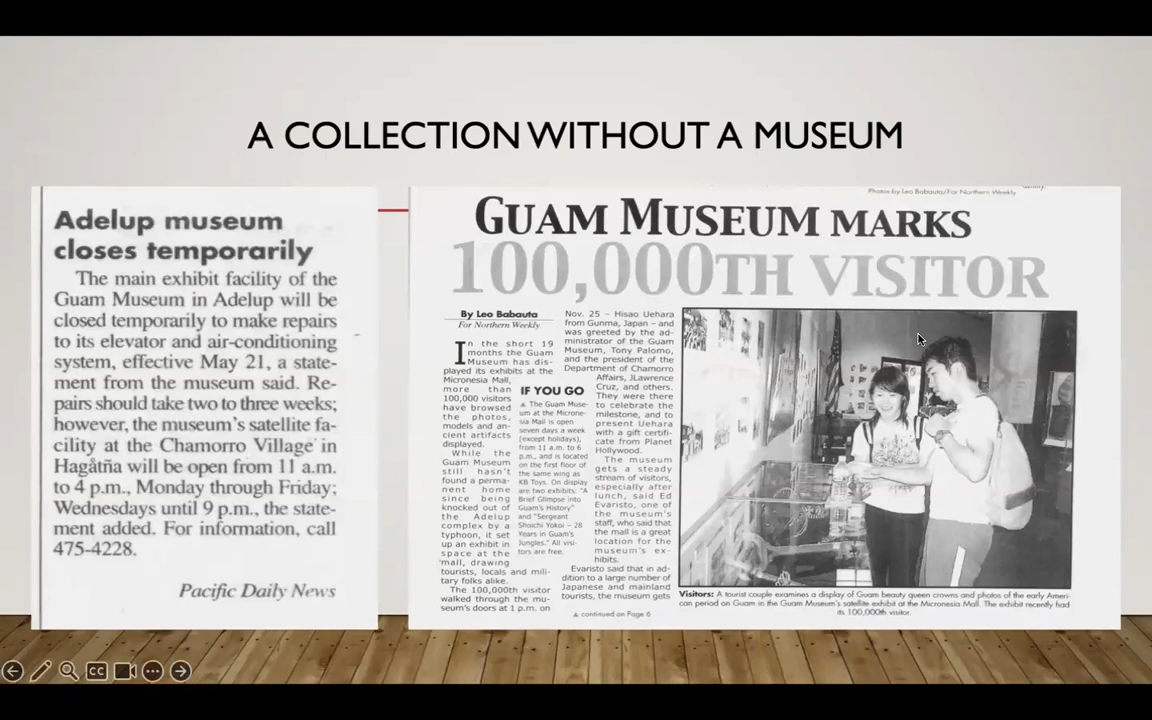 A COLLECTION WITHOUT A MUSEUM
Adelup museum
closes temporarily
The main exhibit facility of the
Guam Museum in Adelup will be
closed temporarily to make repairs
to its elevator and air-conditioning
system, effective May 21, a state-
ment from the museum said. Re-
pairs should take two to three weeks;
however, the museum's satellite fa-
cility at the Chamorro Village in
Hagåtña will be open from 11 a.m.
to 4 p.m., Monday through Friday;
Wednesdays until 9 p.m., the state-
ment added. For information, call
475-4228.
Pacific Daily News
Photos by Leo Babauta/For Northern Weekly
GUAM MUSEUM MARKS
100,000TH VISITOR
By Leo Babauta
For Northern Weekly
In the short 19
months the Guam
Museum has dis-
played its exhibits at the
Micronesia Mall,
more than
100,000 visitors
have browsed
the photos,
models and an-
cient artifacts
displayed.
While the
Guam Museum
still hasn't
found a perma-
nent home
since being
knocked out of
the Adelup
complex by a
typhoon, it set
up an exhibit in
space at the
mall, drawing
tourists, locals and mili-
tary folks alike.
The 100,000th visitor
walked through the mu-
seum's doors at 1 p.m. on
IF YOU GO
▲ The Guam Muse-
um at the Microne-
sia Mall is open
seven days a week
(except holidays),
from 11 a.m. to 6
p.m., and is located
on the first floor of
the same wing as
KB Toys. On display
are two exhibits: "A
Brief Glimpse into
Guam's History"
and "Sergeant
Shoichi Yokoi – 28
Years in Guam's
Jungles." All visi-
tors are free.
Nov. 25 – Hisao Uehara
from Gunma, Japan – and
was greeted by the ad-
ministrator of the Guam
Museum, Tony Palomo,
and the president of the
Department of Chamorro
Affairs, J.Lawrence
Cruz, and others.
They were there
to celebrate the
milestone, and to
present Uehara
with a gift certifi-
cate from Planet
Hollywood.
The museum
gets a steady
stream of visitors,
especially after
lunch, said Ed
Evaristo, one of
the museum's
staff, who said that
the mall is a great
location for the
museum's ex-
hibits.
Evaristo said that in ad-
dition to a large number of
Japanese and mainland
tourists, the museum gets
▲ continued on Page 6
Visitors: A tourist couple examines a display of Guam beauty queen crowns and photos of the early Ameri-
can period on Guam in the Guam Museum's satellite exhibit at the Micronesia Mall. The exhibit recently had
its 100,000th visitor.
CC